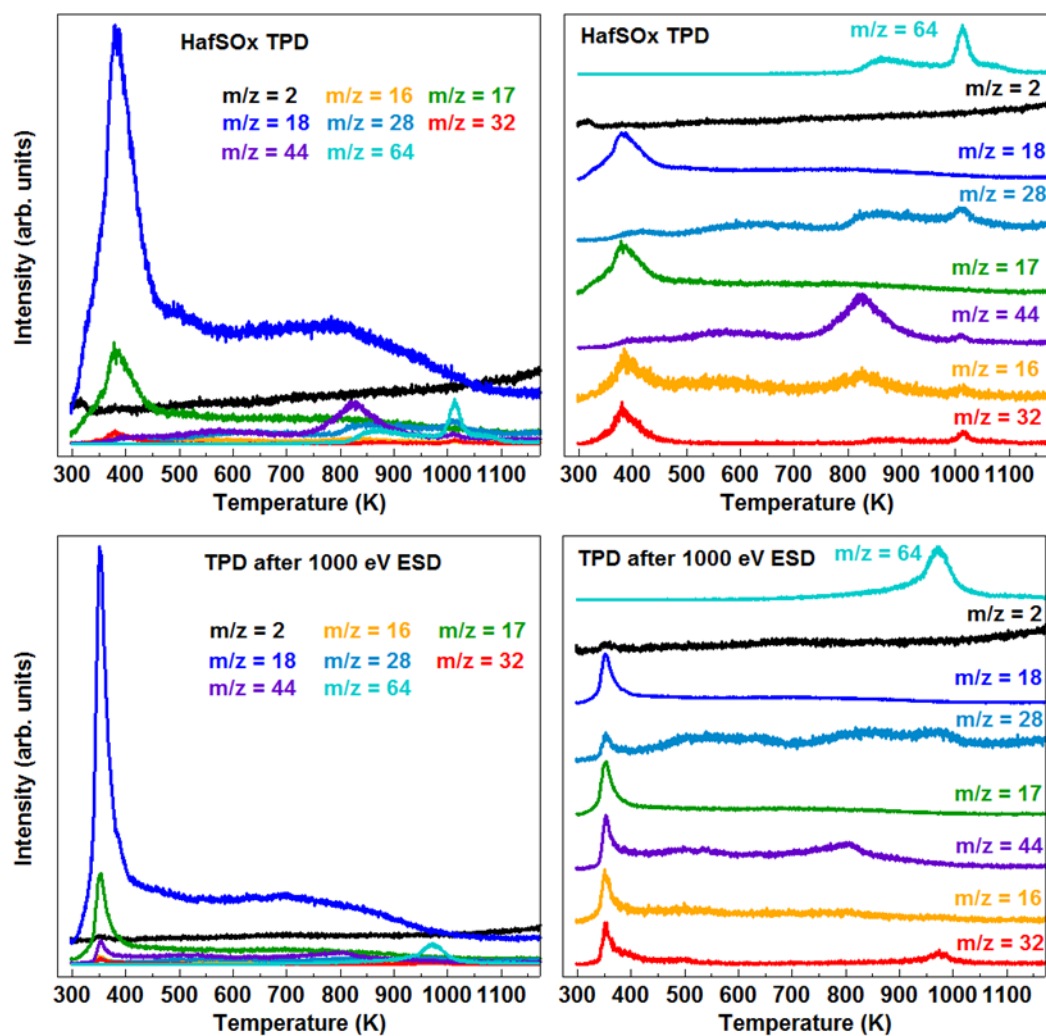 HafSOx TPD
m/z = 2 m/z = 16 m/z = 17
m/z = 18 m/z = 28 m/z = 32
m/z = 44 m/z = 64
Intensity (arb. units)
300 400 500 600 700 800 900 1000 1100
Temperature (K)
HafSOx TPD
m/z = 64
m/z = 2
m/z = 18
m/z = 28
m/z = 17
m/z = 44
m/z = 16
m/z = 32
300 400 500 600 700 800 900 1000 1100
Temperature (K)
TPD after 1000 eV ESD
m/z = 2 m/z = 16 m/z = 17
m/z = 18 m/z = 28 m/z = 32
m/z = 44 m/z = 64
Intensity (arb. units)
300 400 500 600 700 800 900 1000 1100
Temperature (K)
TPD after 1000 eV ESD
m/z = 64
m/z = 2
m/z = 18
m/z = 28
m/z = 17
m/z = 44
m/z = 16
m/z = 32
300 400 500 600 700 800 900 1000 1100
Temperature (K)